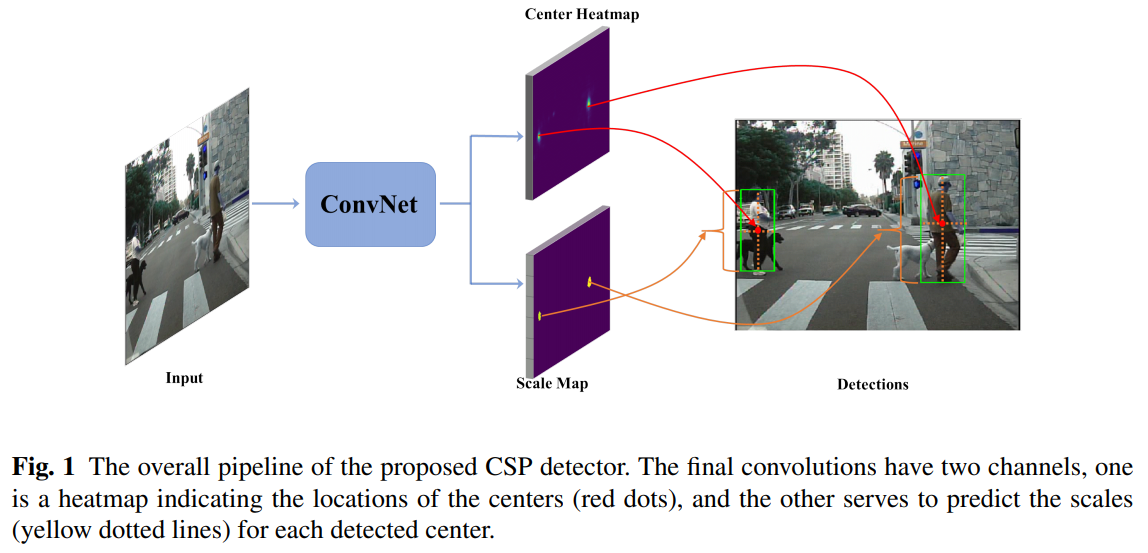 Center Heatmap
ConvNet
Input
Scale Map
Detections
Fig. 1 The overall pipeline of the proposed CSP detector. The final convolutions have two channels, one
is a heatmap indicating the locations of the centers (red dots), and the other serves to predict the scales
(yellow dotted lines) for each detected center.